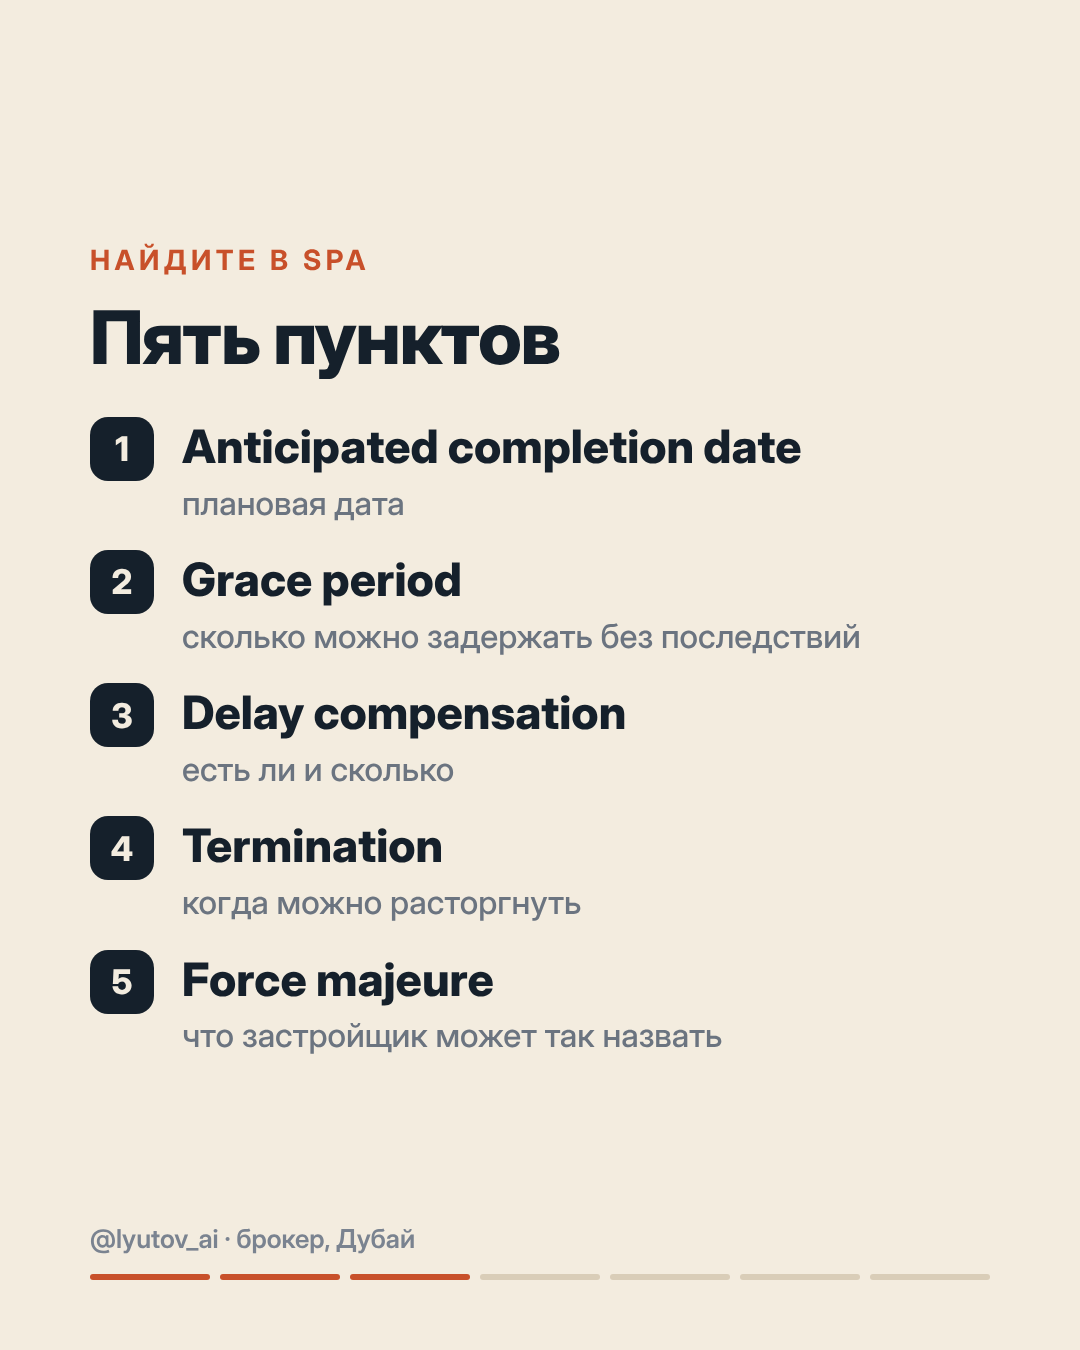 НАЙДИТЕ В SPA
Пять пунктов
1 Anticipated completion date
плановая дата
2 Grace period
сколько можно задержать без последствий
3 Delay compensation
есть ли и сколько
4 Termination
когда можно расторгнуть
5 Force majeure
что застройщик может так назвать
@lyutov_ai · брокер, Дубай